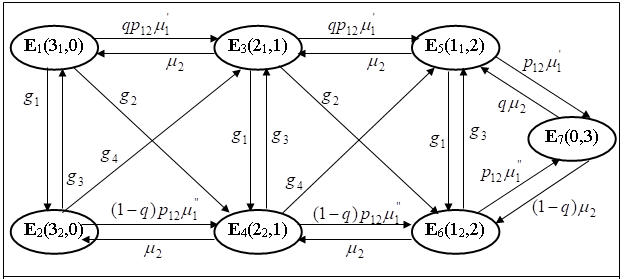 E₁(3₁,0) qp₁₂μ₁' E₃(2₁,1) qp₁₂μ₁' E₅(1₁,2)
μ₂ μ₂ p₁₂μ₁'
g₁ g₂ g₂ qμ₂
g₄ g₁ g₃ g₁ g₃ E₇(0,3)
g₃ g₄ p₁₂μ₁''
(1−q)p₁₂μ₁'' (1−q)p₁₂μ₁'' (1−q)μ₂
E₂(3₂,0) E₄(2₂,1) E₆(1₂,2)
μ₂ μ₂